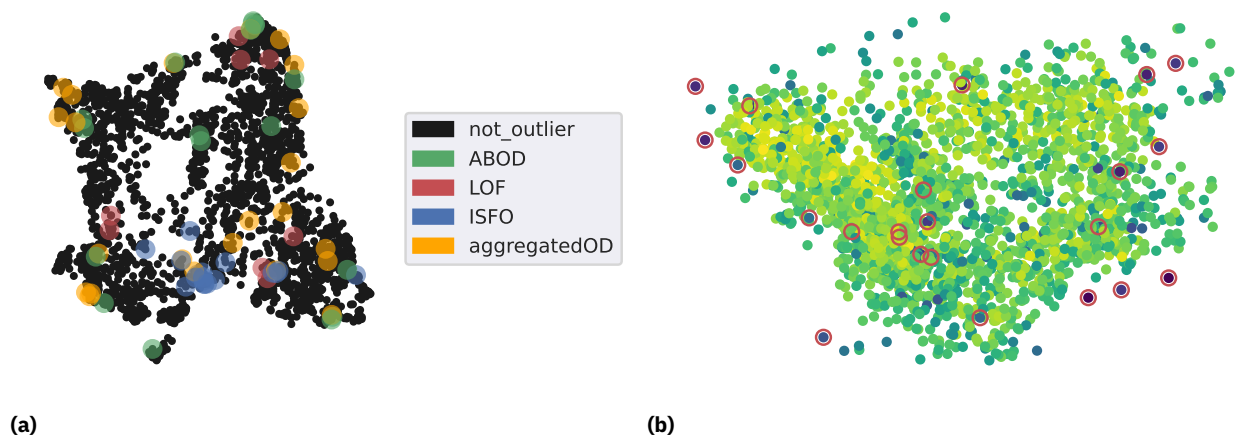 not_outlier
ABOD
LOF
ISFO
aggregatedOD
(a)
(b)